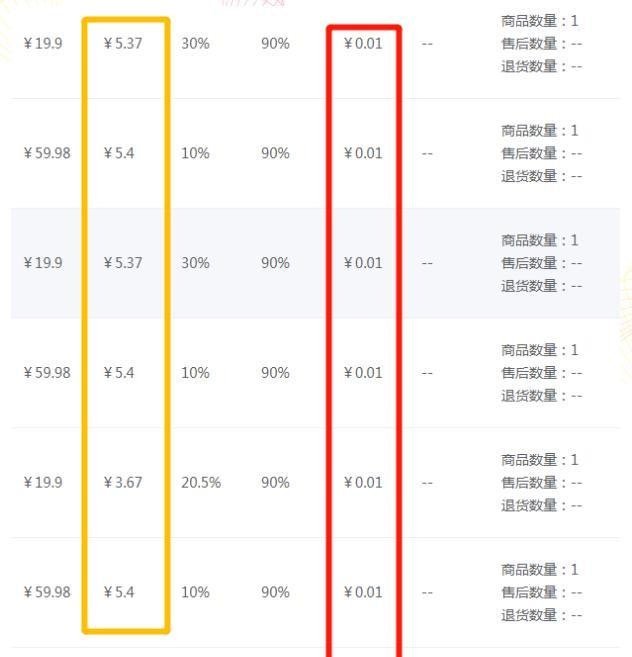 商品数量：1
¥ 19.9 ¥ 5.37 30% 90% ¥ 0.01 -- 售后数量：--
退货数量：--
商品数量：1
¥ 59.98 ¥ 5.4 10% 90% ¥ 0.01 -- 售后数量：--
退货数量：--
商品数量：1
¥ 19.9 ¥ 5.37 30% 90% ¥ 0.01 -- 售后数量：--
退货数量：--
商品数量：1
¥ 59.98 ¥ 5.4 10% 90% ¥ 0.01 -- 售后数量：--
退货数量：--
商品数量：1
¥ 19.9 ¥ 3.67 20.5% 90% ¥ 0.01 -- 售后数量：--
退货数量：--
商品数量：1
¥ 59.98 ¥ 5.4 10% 90% ¥ 0.01 -- 售后数量：--
退货数量：--